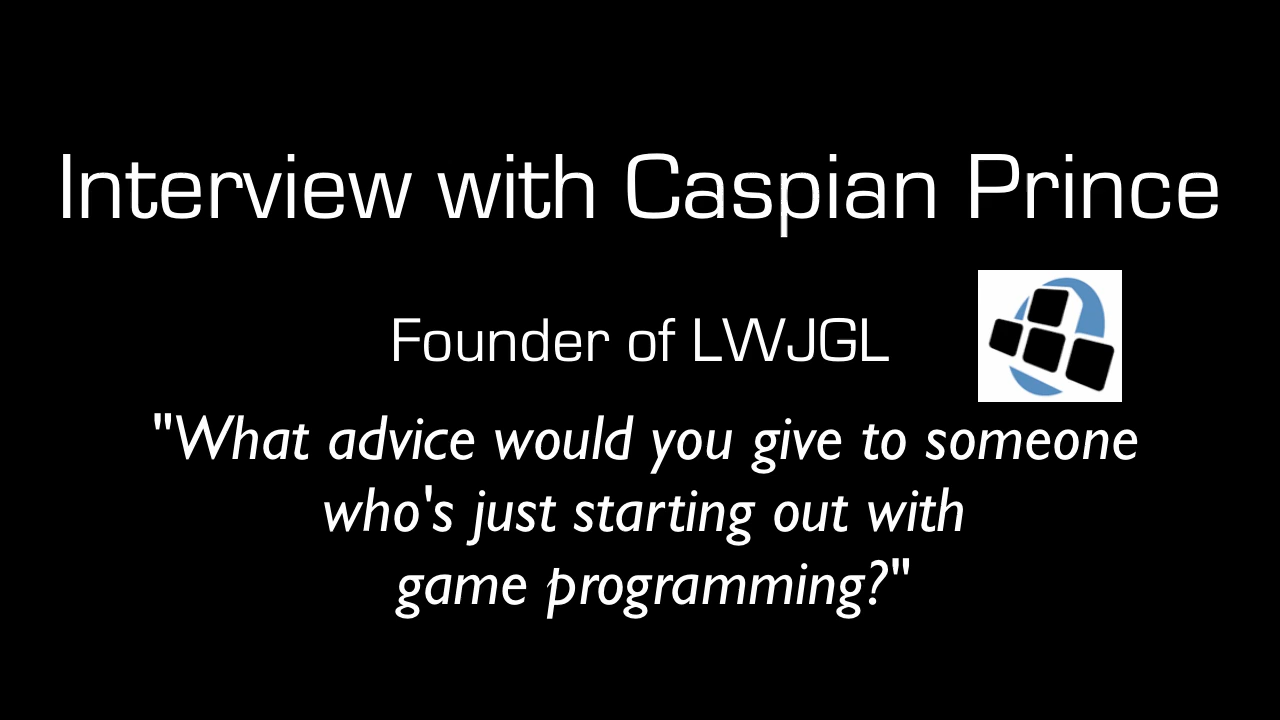 Interview with Caspian Prince
Founder of LWJGL
"What advice would you give to someone
who's just starting out with
game programming?"